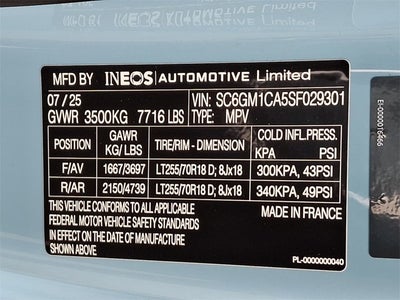 MFD BY INEOS AUTOMOTIVE Limited
07 / 25 VIN: SC6GM1CA5SF029301
GVWR 3500KG 7716 LBS TYPE: MPV
POSITION GAWR KG/ LBS TIRE/RIM - DIMENSION COLD INFL. PRESS. KPA PSI
F/AV 1667/3697 LT255/70R18 D; 8Jx18 300KPA, 43PSI
R/AR 2150/4739 LT255/70R18 D; 8Jx18 340KPA, 49PSI
THIS VEHICLE CONFORMS TO ALL APPLICABLE MADE IN FRANCE
FEDERAL MOTOR VEHICLE SAFETY STANDARDS
IN EFFECT ON THE DATE OF MANUFACTURE
SHOWN ABOVE PL-0000000040